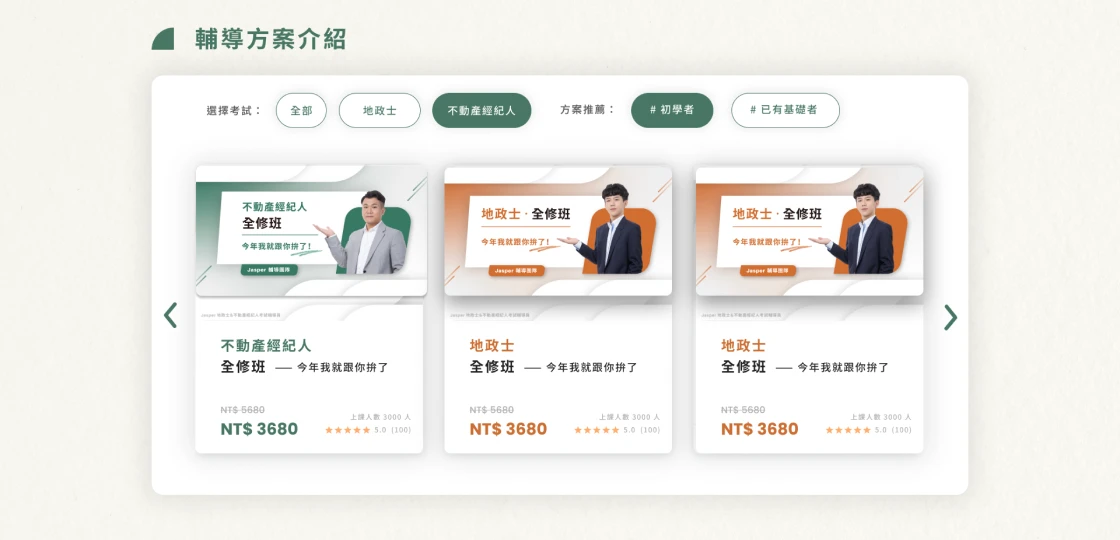 輔導方案介紹
選擇考試：
全部
地政士
不動產經紀人
方案推薦：
# 初學者
# 已有基礎者
不動產經紀人
全修班
今年我就跟你拚了!
Jasper 輔導團隊
不動產經紀人
全修班 — 今年我就跟你拚了
NT$ 5680
NT$ 3680
上課人數 3000 人
★★★★★ 5.0 (100)
地政士 · 全修班
今年我就跟你拚了!
Jasper 輔導團隊
地政士
全修班 — 今年我就跟你拚了
NT$ 5680
NT$ 3680
上課人數 3000 人
★★★★★ 5.0 (100)
地政士 · 全修班
今年我就跟你拚了!
Jasper 輔導團隊
地政士
全修班 — 今年我就跟你拚了
NT$ 5680
NT$ 3680
上課人數 3000 人
★★★★★ 5.0 (100)